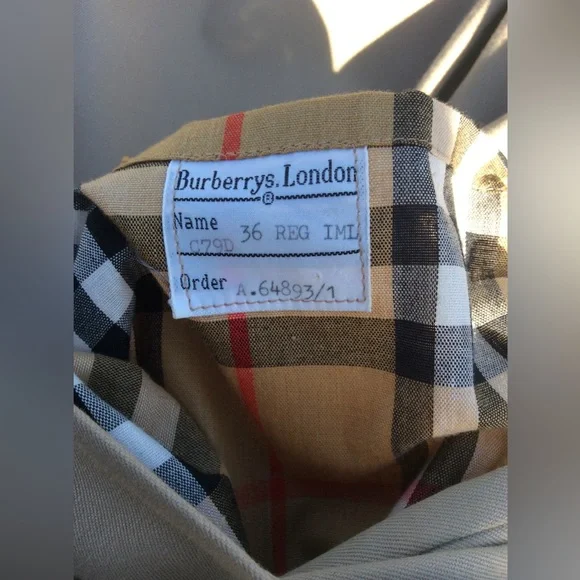 Burberrys. London
®
Name 36 REG IML
C79D
Order A.64893/1